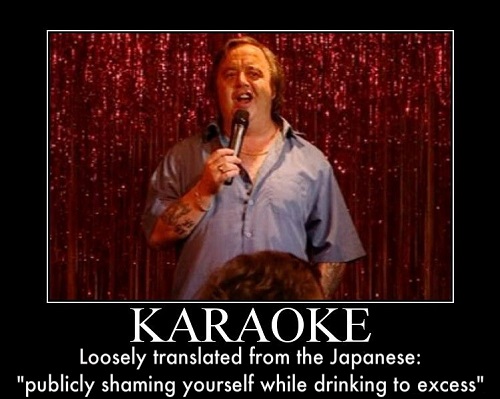 KARAOKE
Loosely translated from the Japanese:
"publicly shaming yourself while drinking to excess"